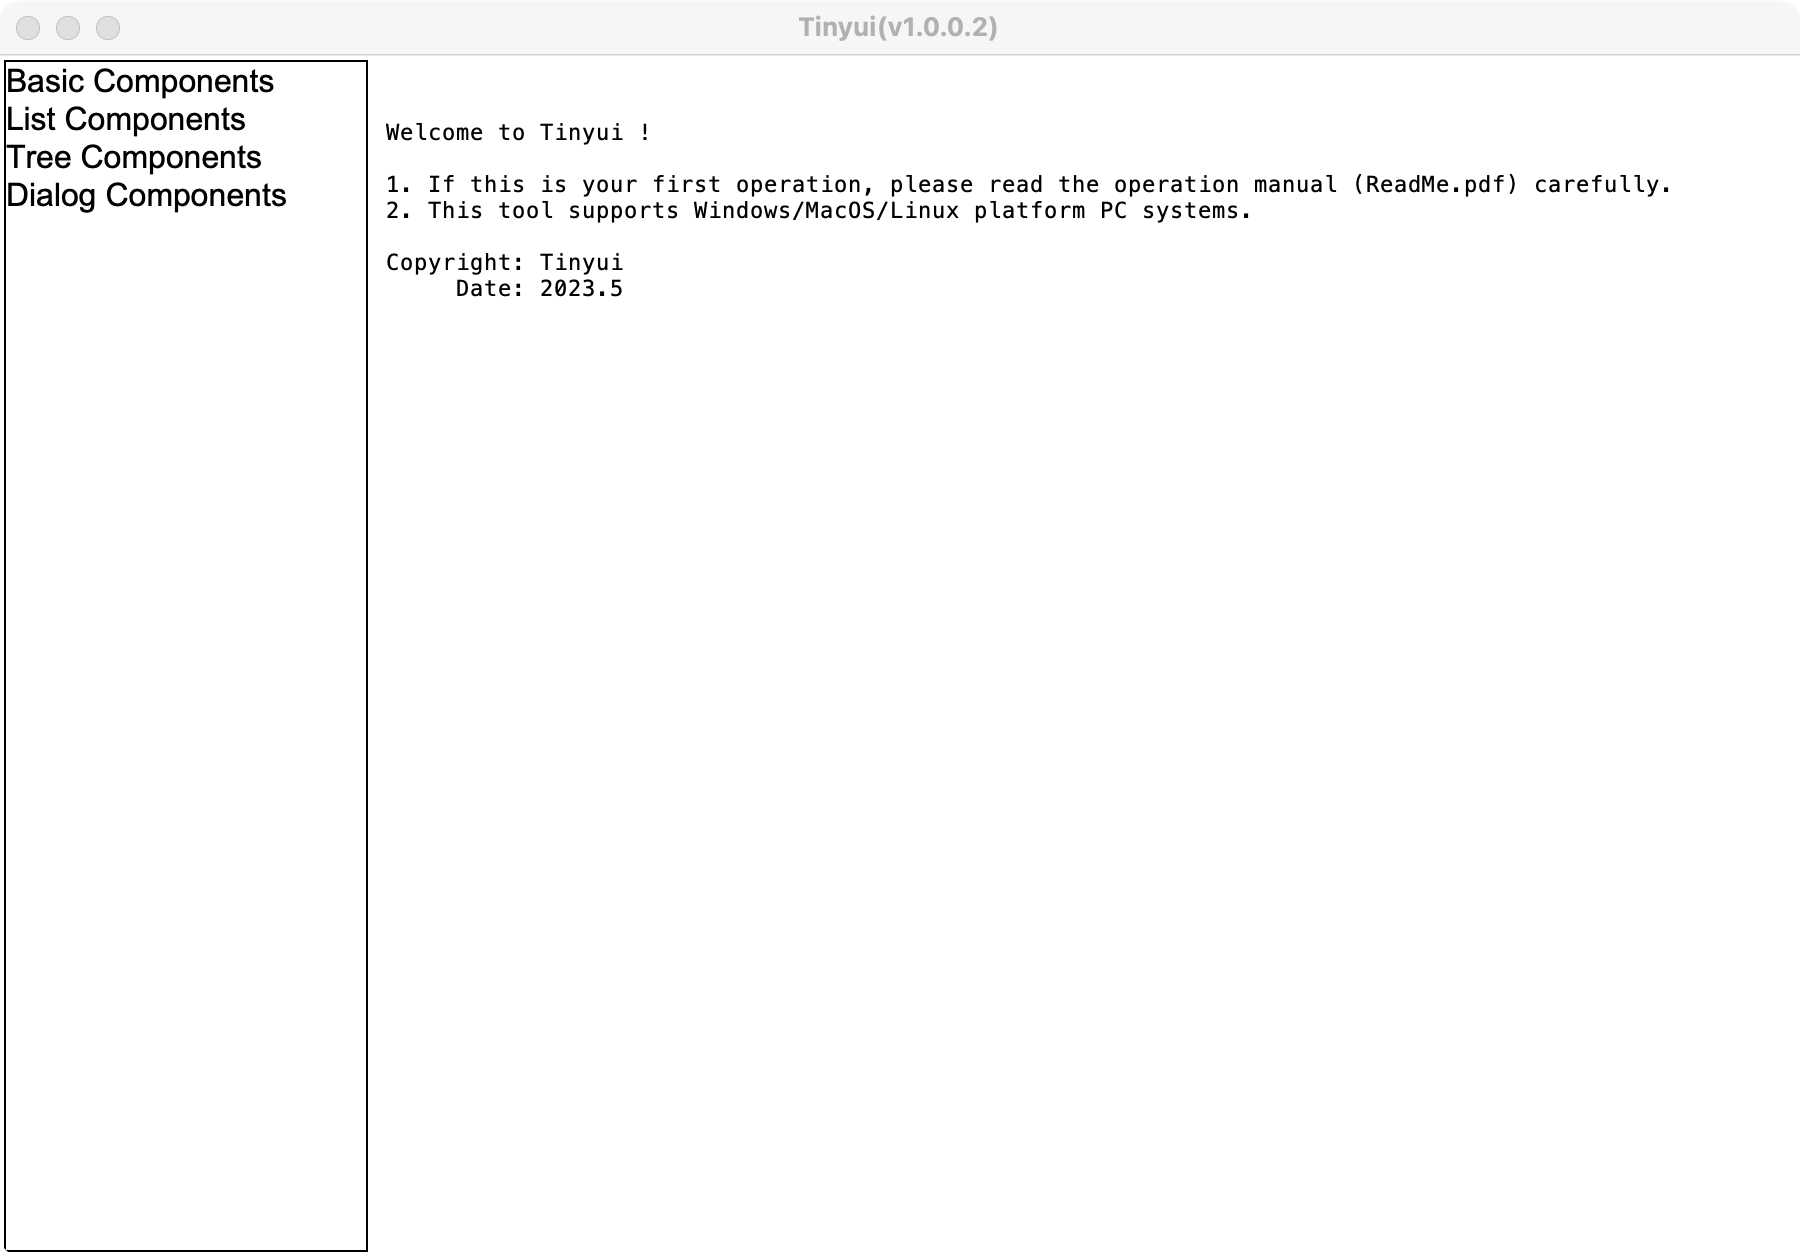 Tinyui(v1.0.0.2)
Basic Components
List Components
Tree Components
Dialog Components
Welcome to Tinyui !
1. If this is your first operation, please read the operation manual (ReadMe.pdf) carefully.
2. This tool supports Windows/MacOS/Linux platform PC systems.
Copyright: Tinyui
Date: 2023.5